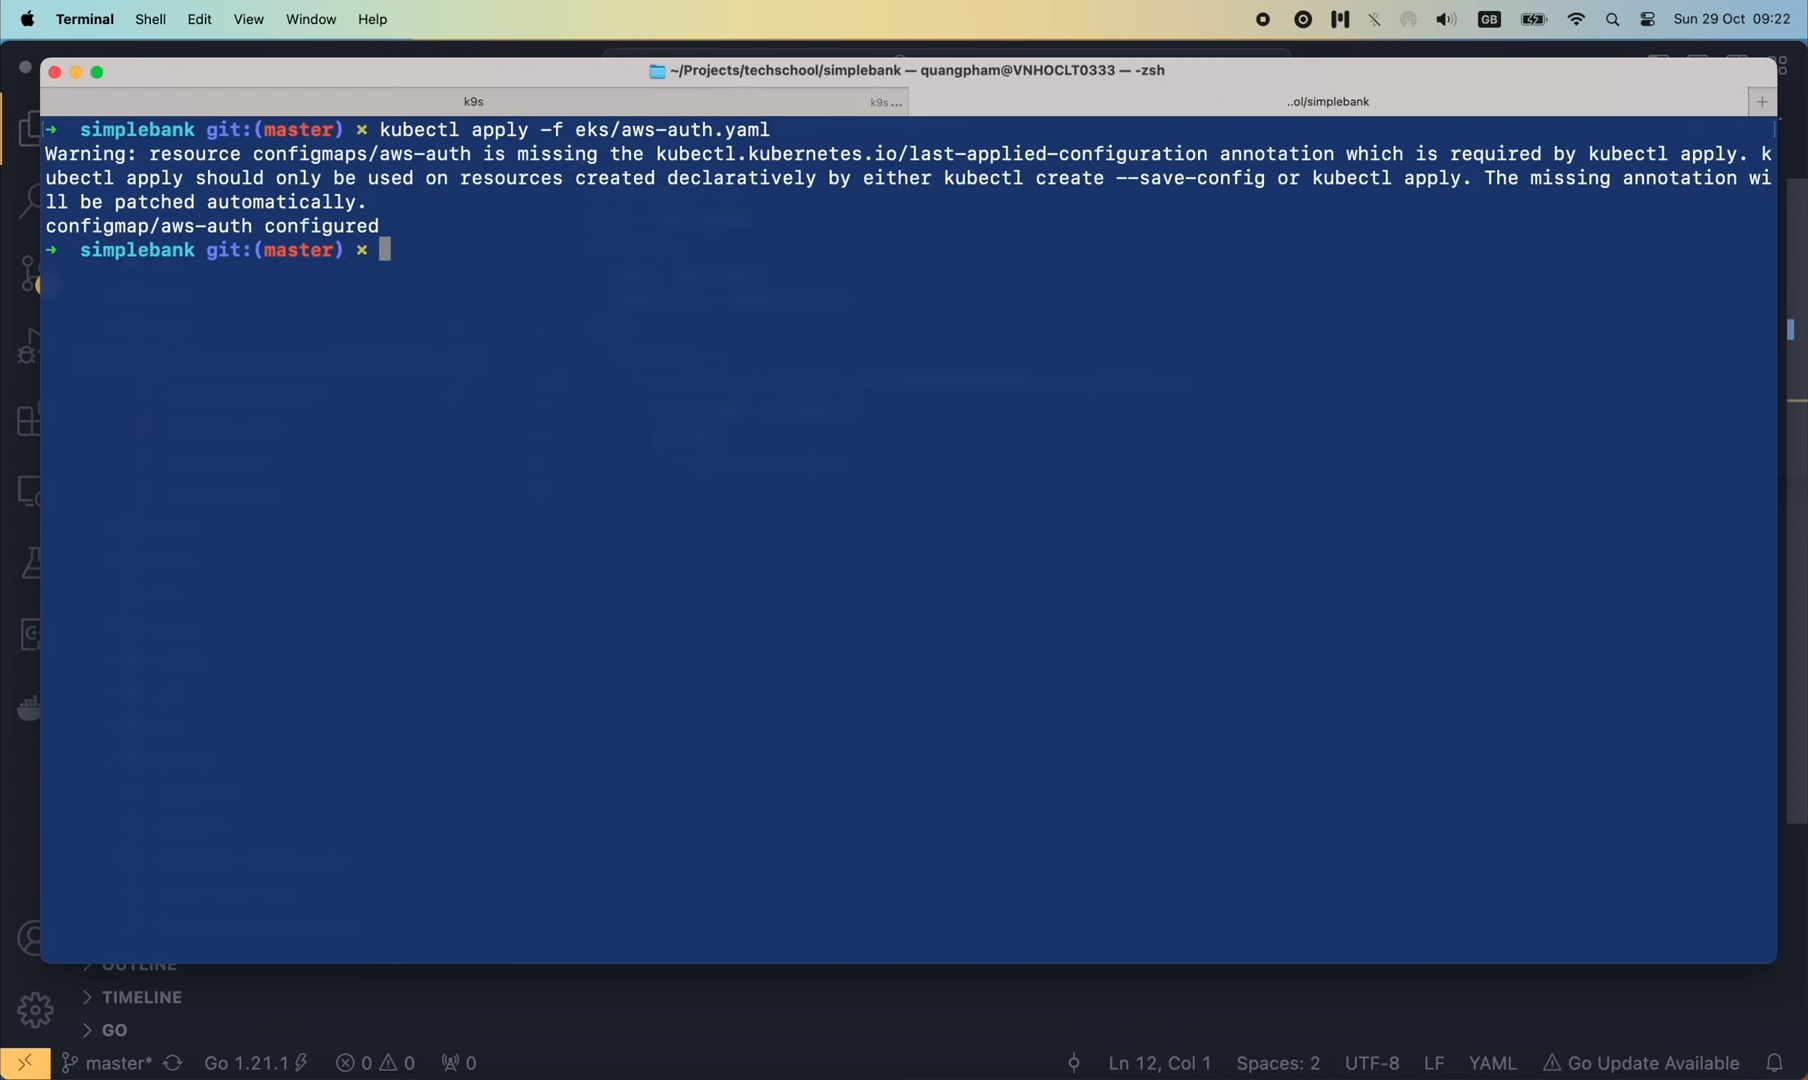 Terminal Shell Edit View Window Help GB Sun 29 Oct 09:22
~/Projects/techschool/simplebank — quangpham@VNHOCLT0333 — -zsh
k9s k9s ... ..ol/simplebank +
→ simplebank git:(master) × kubectl apply -f eks/aws-auth.yaml
Warning: resource configmaps/aws-auth is missing the kubectl.kubernetes.io/last-applied-configuration annotation which is required by kubectl apply. k
ubectl apply should only be used on resources created declaratively by either kubectl create --save-config or kubectl apply. The missing annotation wi
ll be patched automatically.
configmap/aws-auth configured
→ simplebank git:(master) ×
OUTLINE
TIMELINE
GO
master* Go 1.21.1 0 0 0 Ln 12, Col 1 Spaces: 2 UTF-8 LF YAML Go Update Available